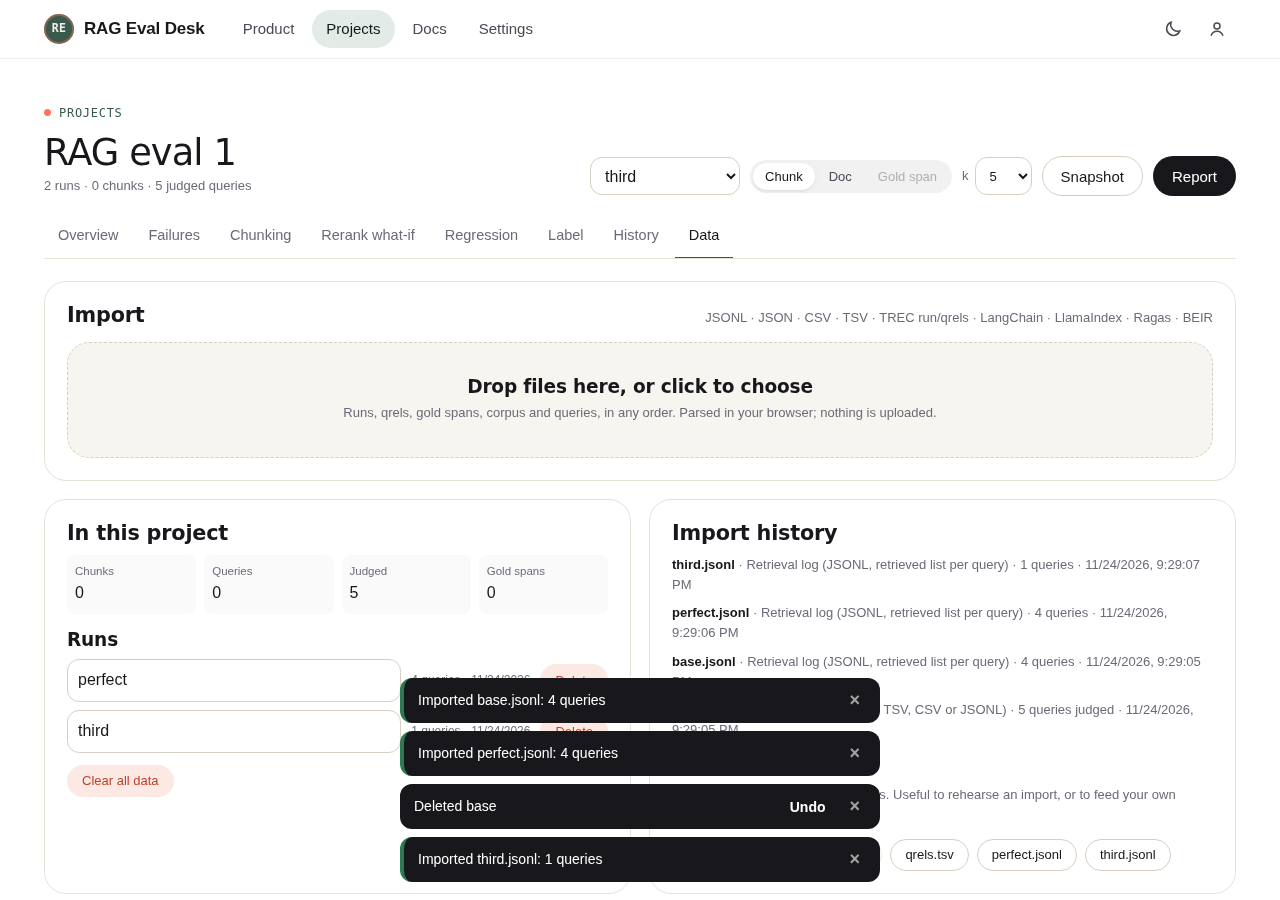 RE RAG Eval Desk Product Projects Docs Settings
PROJECTS
RAG eval 1
2 runs · 0 chunks · 5 judged queries
third Chunk Doc Gold span k 5 Snapshot Report
Overview Failures Chunking Rerank what-if Regression Label History Data
Import
JSONL · JSON · CSV · TSV · TREC run/qrels · LangChain · LlamaIndex · Ragas · BEIR
Drop files here, or click to choose
Runs, qrels, gold spans, corpus and queries, in any order. Parsed in your browser; nothing is uploaded.
In this project
Chunks Queries Judged Gold spans
0 0 5 0
Runs
perfect
third
Clear all data
Import history
third.jsonl · Retrieval log (JSONL, retrieved list per query) · 1 queries · 11/24/2026, 9:29:07
PM
perfect.jsonl · Retrieval log (JSONL, retrieved list per query) · 4 queries · 11/24/2026,
9:29:06 PM
base.jsonl · Retrieval log (JSONL, retrieved list per query) · 4 queries · 11/24/2026, 9:29:05
TSV, CSV or JSONL) · 5 queries judged · 11/24/2026,
9:29:05 PM
s. Useful to rehearse an import, or to feed your own
qrels.tsv perfect.jsonl third.jsonl
Imported base.jsonl: 4 queries ×
Imported perfect.jsonl: 4 queries ×
Deleted base Undo ×
Imported third.jsonl: 1 queries ×